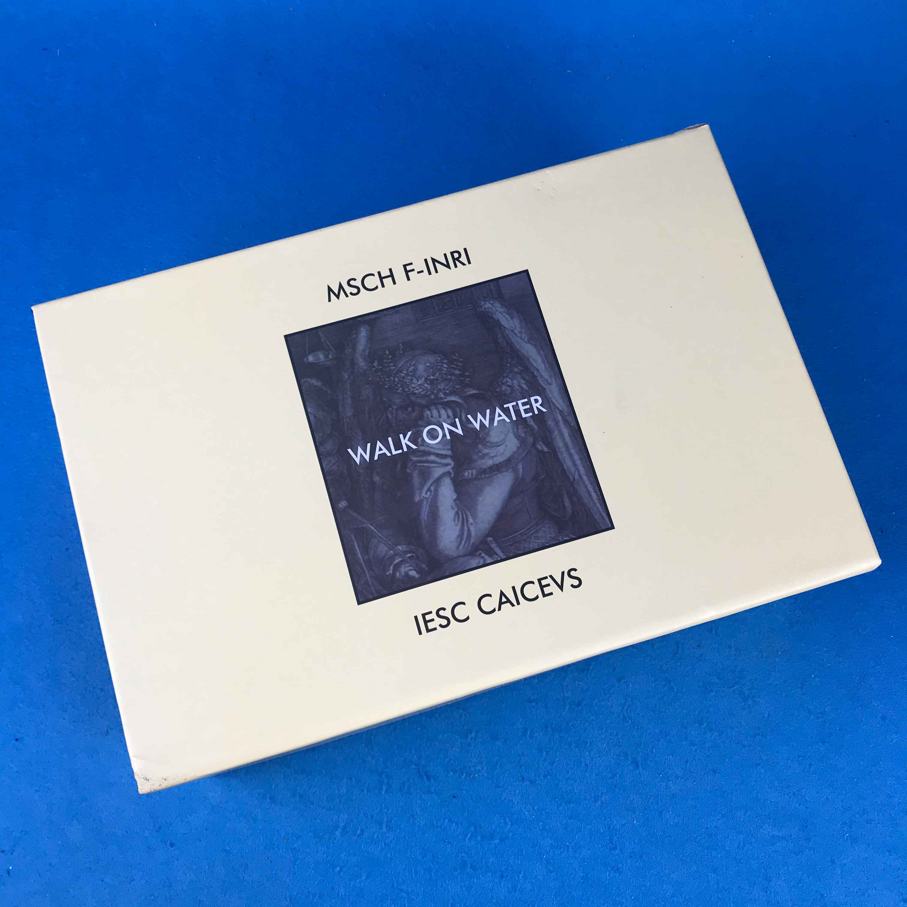 MSCH F-INRI
WALK ON WATER
IESC CAICEVS